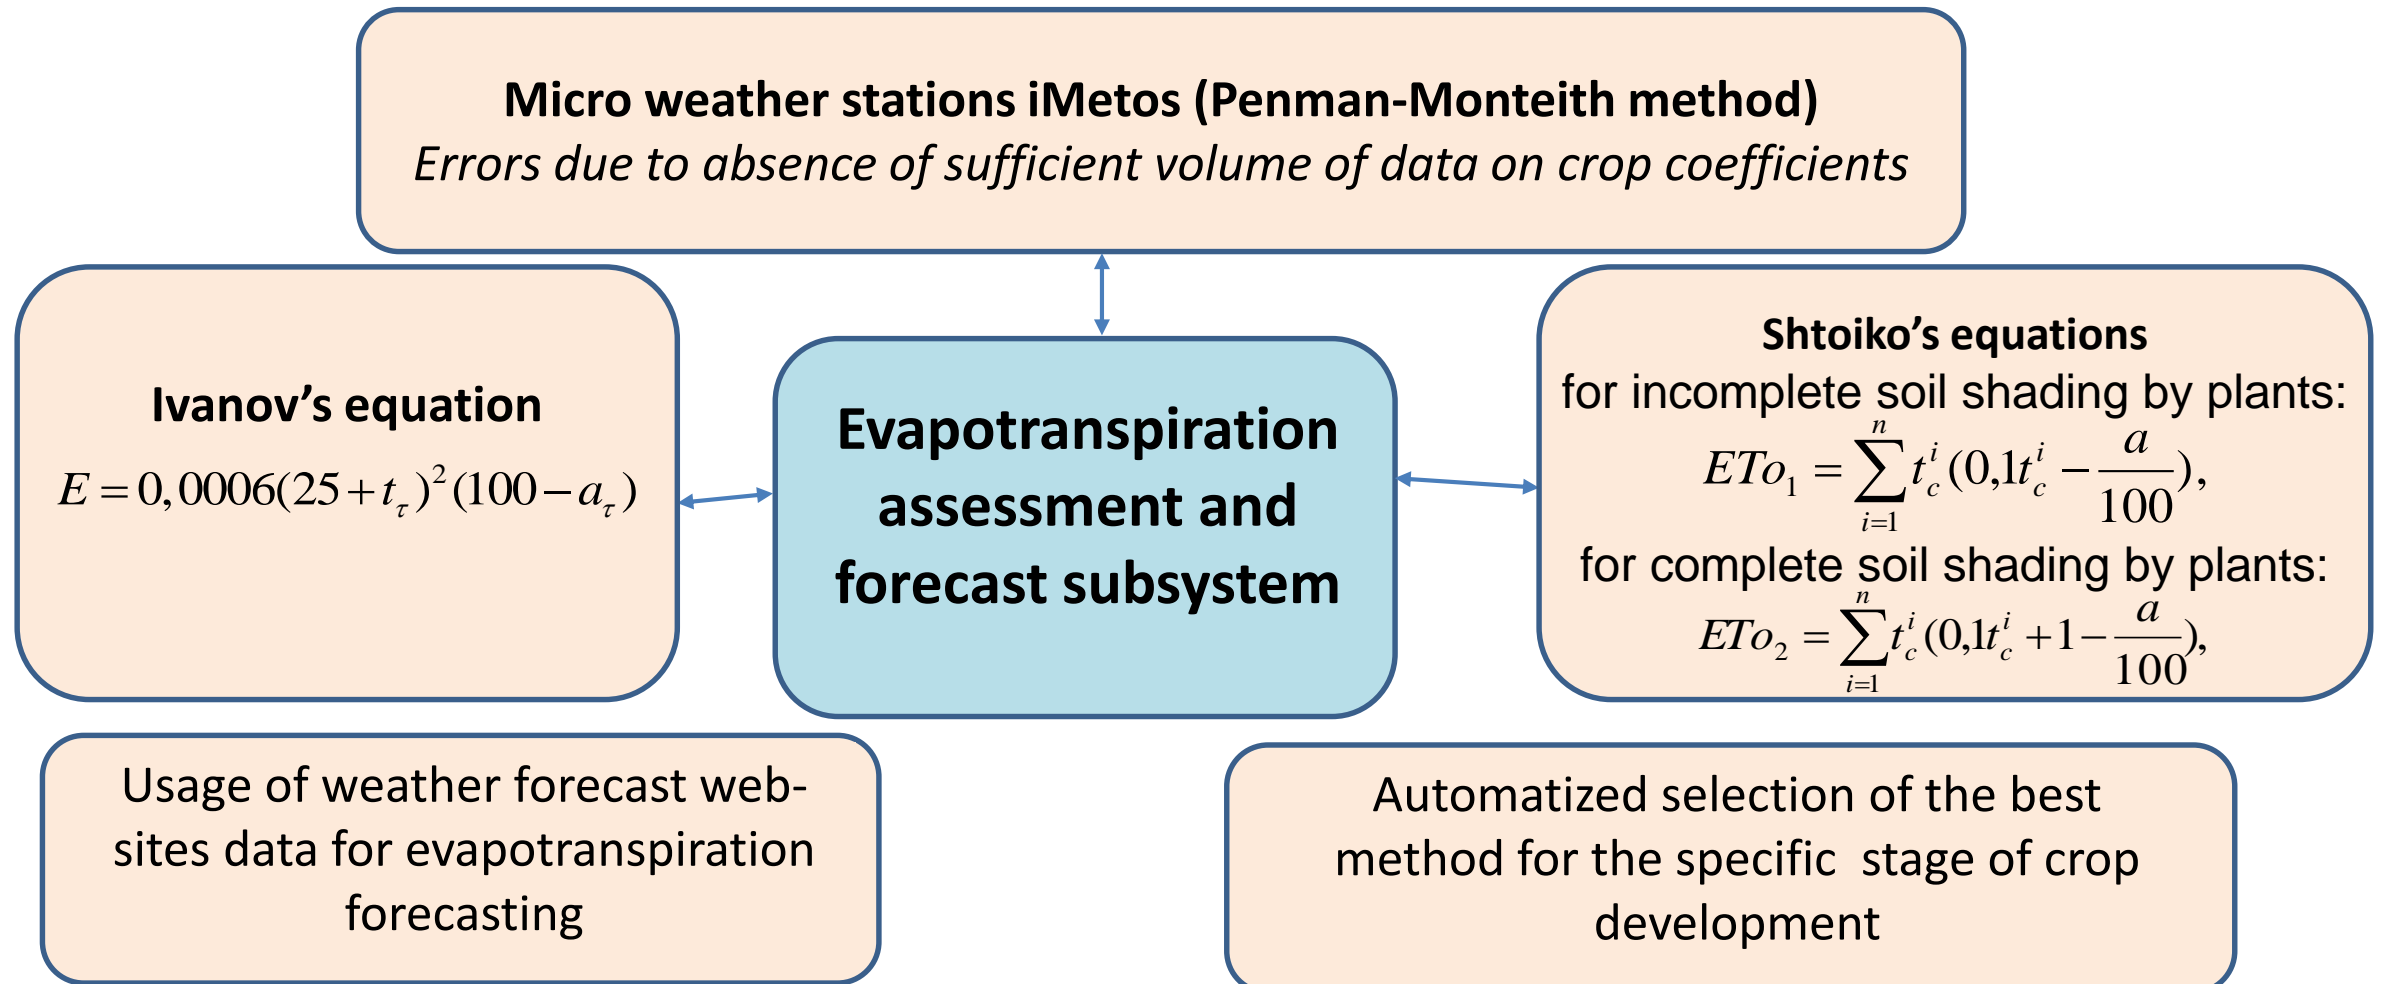 Micro weather stations iMetos (Penman-Monteith method)
Errors due to absence of sufficient volume of data on crop coefficients
Ivanov’s equation
E = 0,0006(25 + t_τ)²(100 − a_τ)
Evapotranspiration
assessment and
forecast subsystem
Shtoiko’s equations
for incomplete soil shading by plants:
ETo₁ = ∑_{i=1}^{n} t_c^i (0,1t_c^i − a/100),
for complete soil shading by plants:
ETo₂ = ∑_{i=1}^{n} t_c^i (0,1t_c^i + 1 − a/100),
Usage of weather forecast web-
sites data for evapotranspiration
forecasting
Automatized selection of the best
method for the specific  stage of crop
development